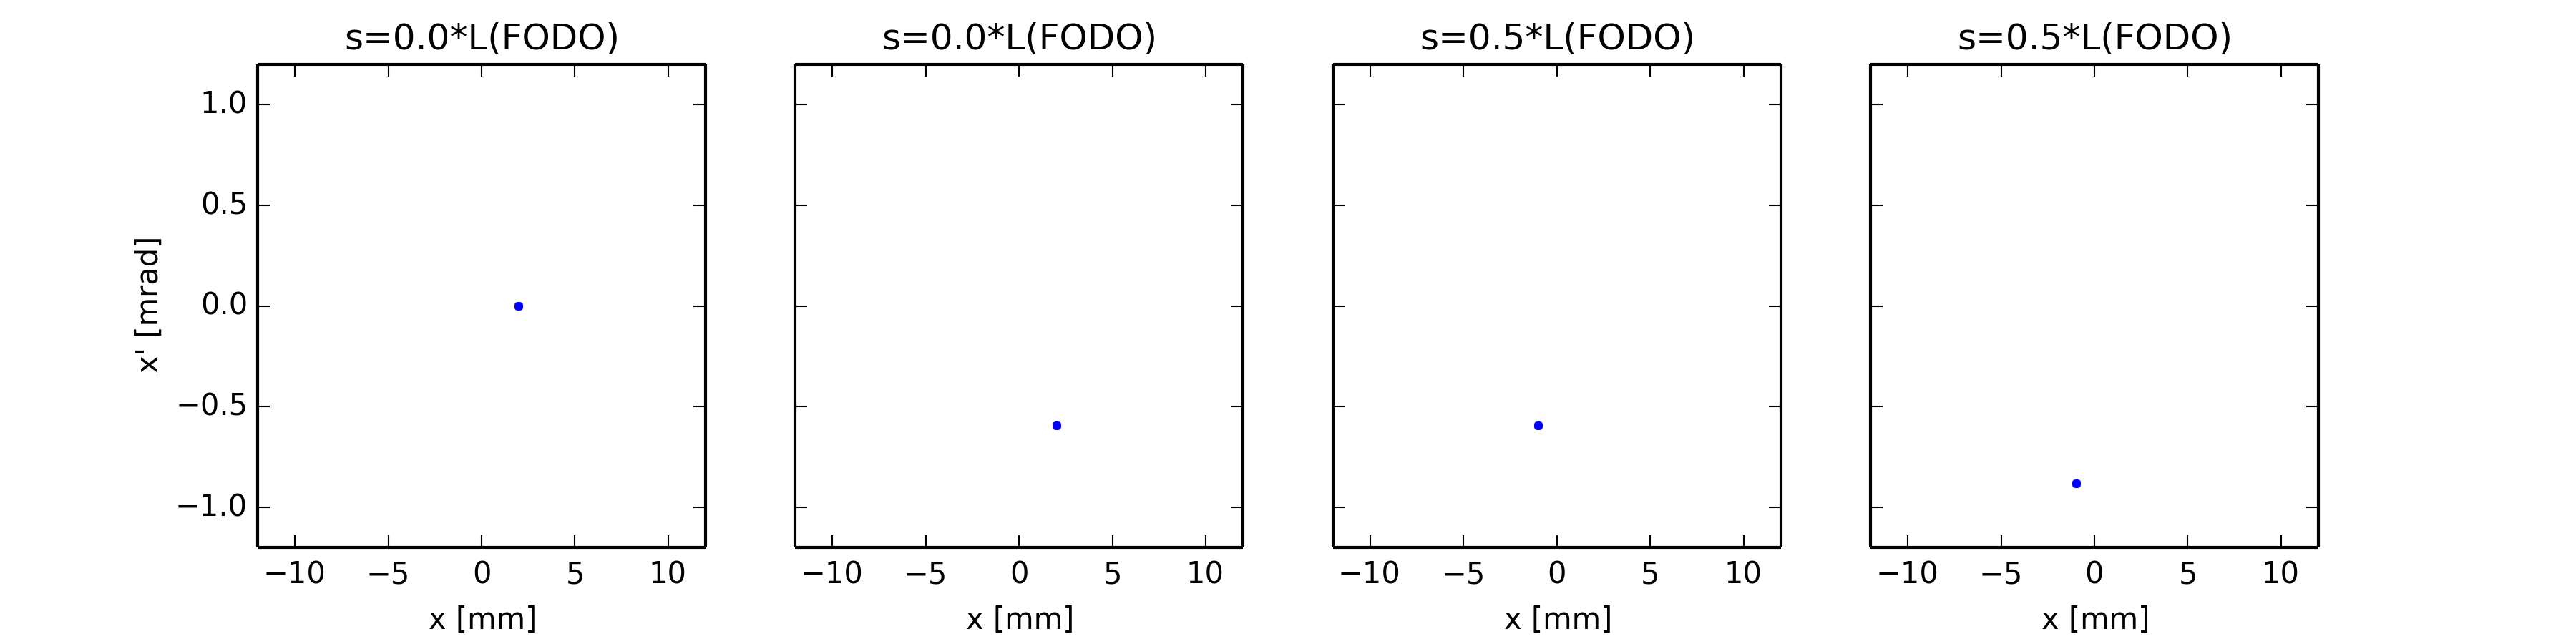 s=0.0*L(FODO) s=0.0*L(FODO) s=0.5*L(FODO) s=0.5*L(FODO)
1.0
0.5
0.0
−0.5
−1.0
x' [mrad]
−10 −5 0 5 10 −10 −5 0 5 10 −10 −5 0 5 10 −10 −5 0 5 10
x [mm] x [mm] x [mm] x [mm]